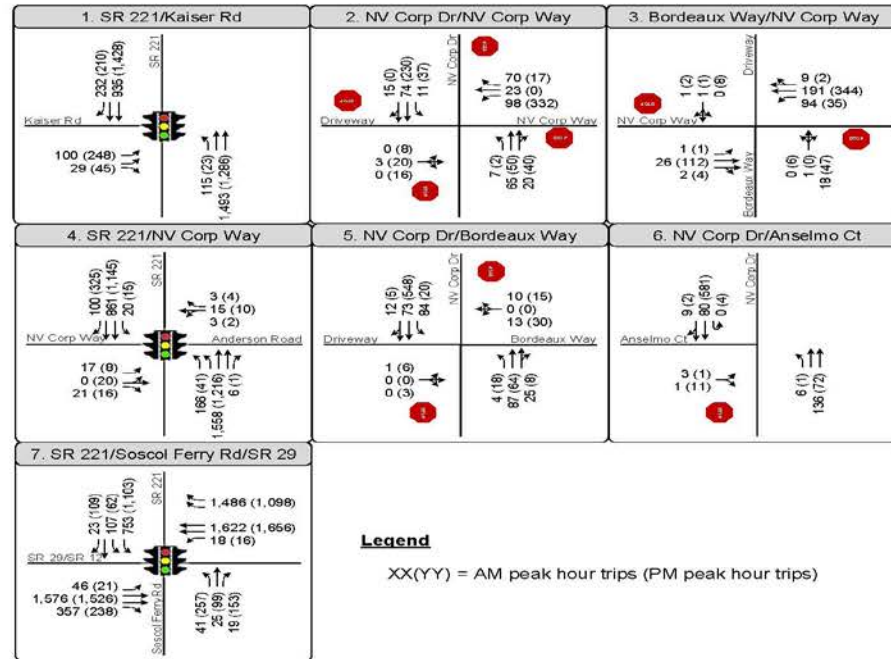 1. SR 221/Kaiser Rd
SR 221
232 (210)
935 (1,428)
Kaiser Rd
100 (248)
29 (45)
115 (23)
1,493 (1,286)
2. NV Corp Dr/NV Corp Way
NV Corp Dr
15 (0)
74 (230)
11 (37)
70 (17)
23 (0)
98 (332)
Driveway
NV Corp Way
0 (8)
3 (20)
0 (16)
7 (2)
65 (50)
20 (40)
3. Bordeaux Way/NV Corp Way
Driveway
1 (2)
1 (1)
0 (8)
9 (2)
191 (344)
94 (35)
NV Corp Way
1 (1)
26 (112)
2 (4)
Bordeaux Way
0 (6)
1 (0)
18 (47)
4. SR 221/NV Corp Way
SR 221
100 (325)
861 (1,145)
20 (15)
3 (4)
15 (10)
3 (2)
NV Corp Way
Anderson Road
17 (8)
0 (20)
21 (16)
166 (41)
1,558 (1,216)
6 (1)
5. NV Corp Dr/Bordeaux Way
NV Corp Dr
12 (5)
73 (548)
84 (20)
10 (15)
0 (0)
13 (30)
Driveway
Bordeaux Way
1 (6)
0 (0)
0 (3)
4 (18)
87 (64)
25 (8)
6. NV Corp Dr/Anselmo Ct
NV Corp Dr
9 (2)
80 (581)
0 (4)
Anselmo Ct
3 (1)
1 (11)
6 (1)
136 (72)
7. SR 221/Soscol Ferry Rd/SR 29
SR 221
23 (109)
107 (62)
753 (1,103)
1,486 (1,098)
1,622 (1,656)
18 (16)
SR 29/SR 12
46 (21)
1,576 (1,526)
357 (238)
Soscol Ferry Rd
41 (257)
25 (99)
19 (153)
Legend
XX(YY) = AM peak hour trips (PM peak hour trips)